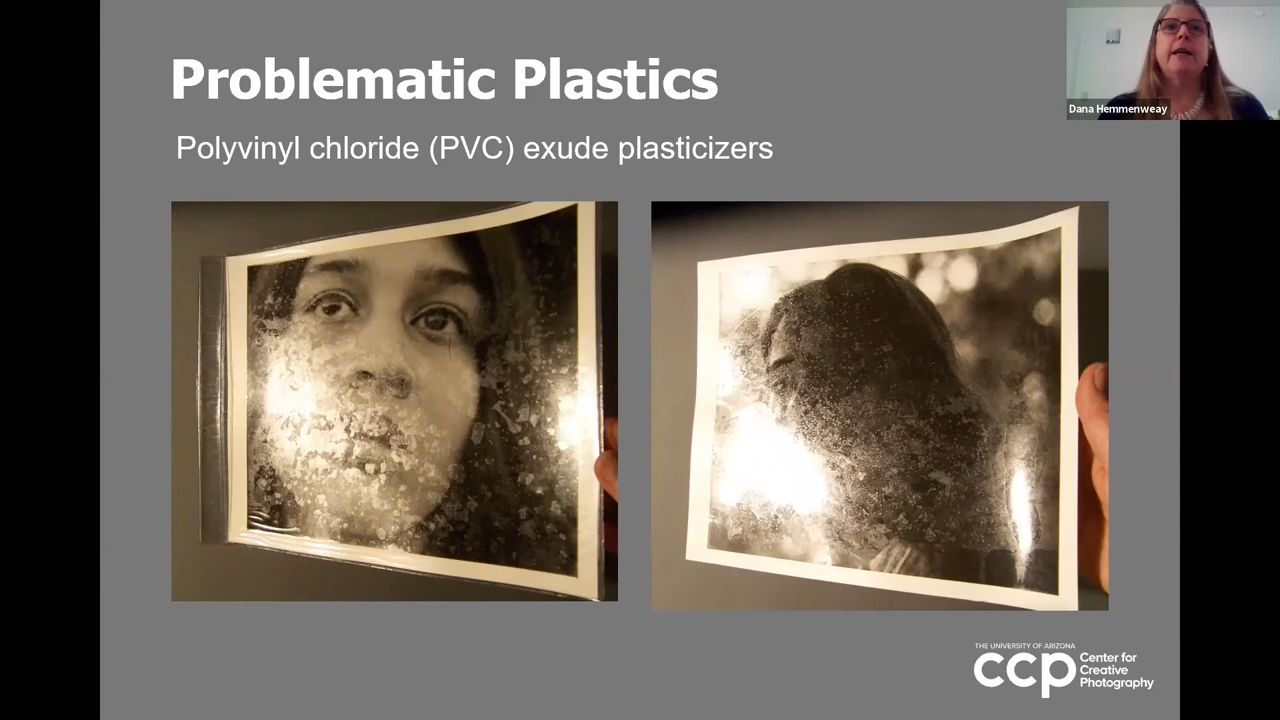 Problematic Plastics
Polyvinyl chloride (PVC) exude plasticizers
Dana Hemmenweay
THE UNIVERSITY OF ARIZONA
ccp Center for
Creative
Photography